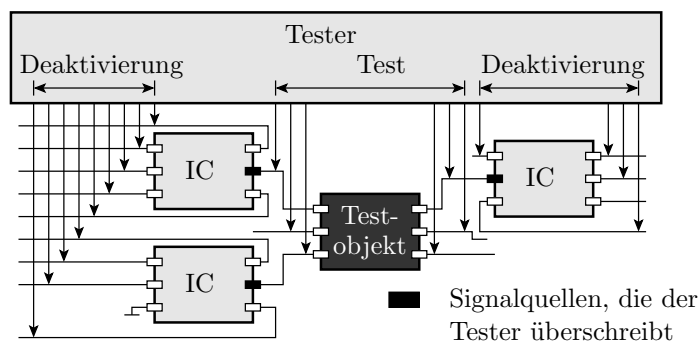 Tester
Deaktivierung
Test
Deaktivierung
IC
IC
Test-
objekt
IC
Signalquellen, die der
Tester überschreibt